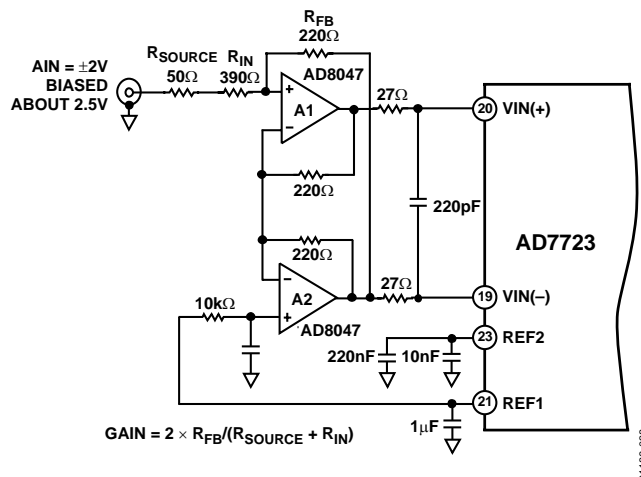 AIN = ±2V
BIASED
ABOUT 2.5V
RSOURCE
50Ω
RIN
390Ω
RFB
220Ω
AD8047
A1
220Ω
220Ω
A2
AD8047
10kΩ
27Ω
27Ω
220pF
220nF
10nF
1μF
20 VIN(+)
AD7723
19 VIN(–)
23 REF2
21 REF1
GAIN = 2 × RFB/(RSOURCE + RIN)